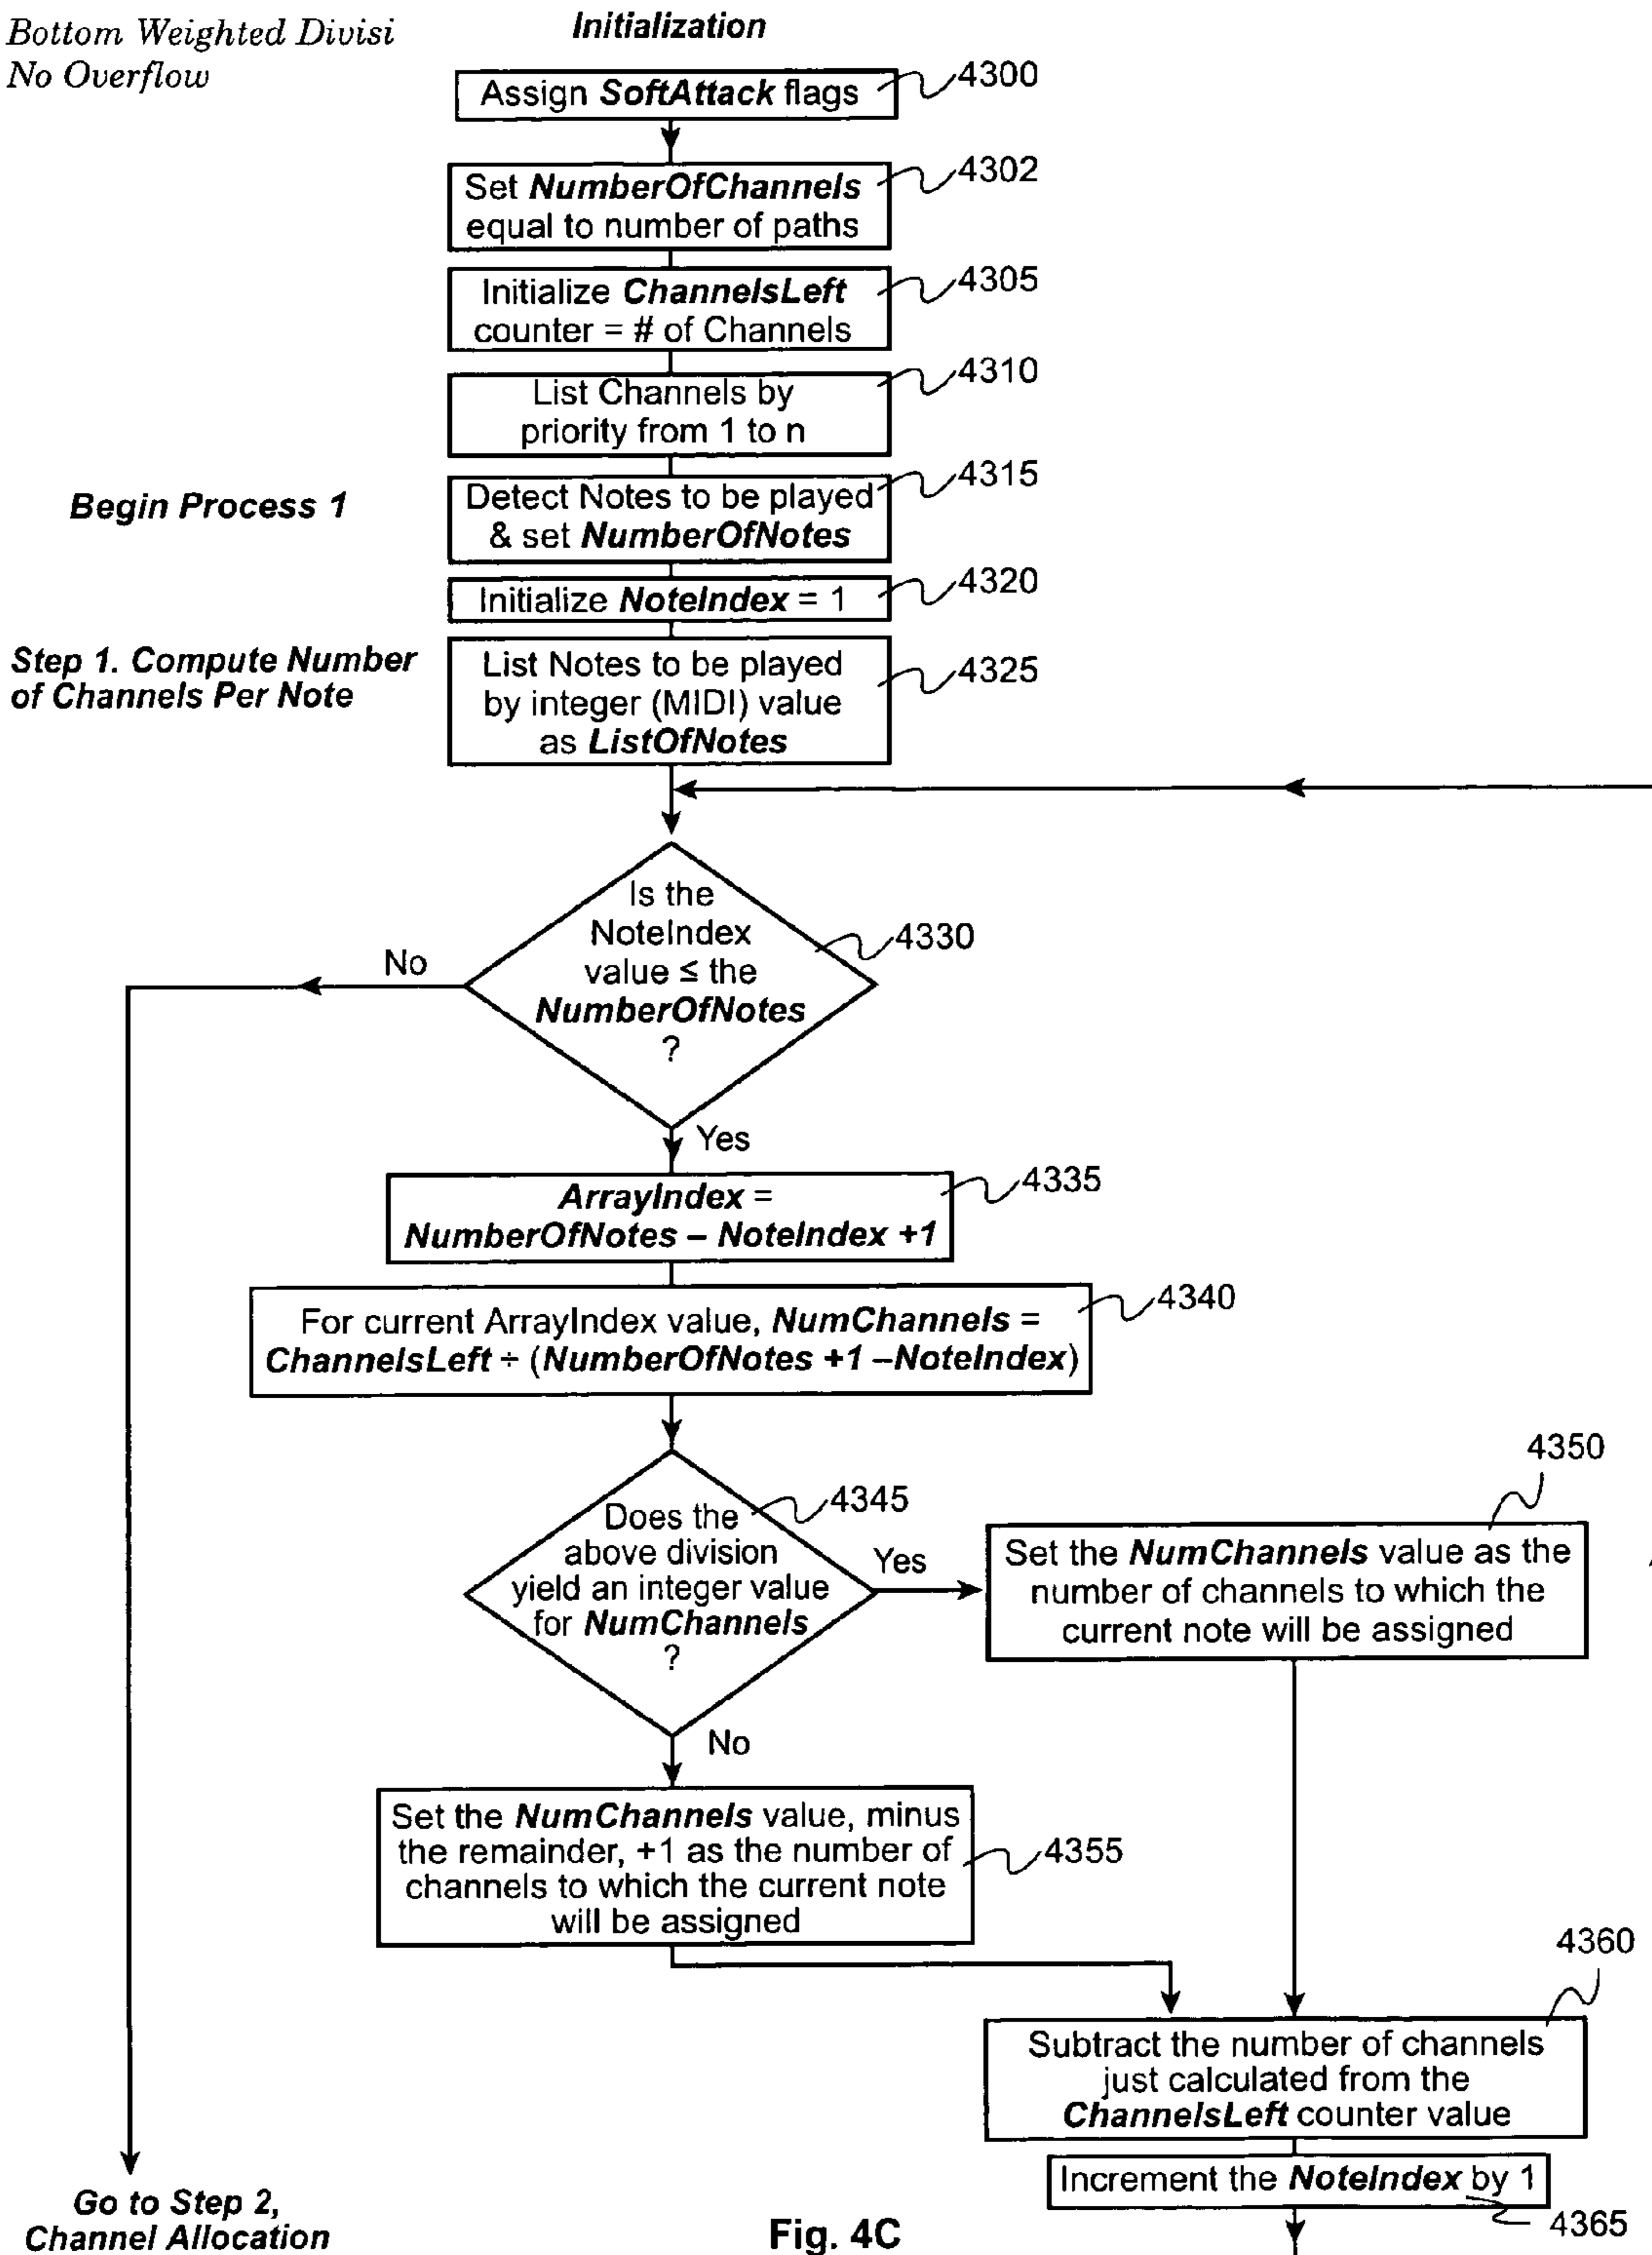 Bottom Weighted Divisi
No Overflow
Initialization
Assign SoftAttack flags
4300
Set NumberOfChannels
equal to number of paths
4302
Initialize ChannelsLeft
counter = # of Channels
4305
List Channels by
priority from 1 to n
4310
Begin Process 1
Detect Notes to be played
& set NumberOfNotes
4315
Initialize NoteIndex = 1
4320
Step 1. Compute Number
of Channels Per Note
List Notes to be played
by integer (MIDI) value
as ListOfNotes
4325
Is the
NoteIndex
value ≤ the
NumberOfNotes
?
4330
No
Yes
ArrayIndex =
NumberOfNotes – NoteIndex +1
4335
For current ArrayIndex value, NumChannels =
ChannelsLeft ÷ (NumberOfNotes +1 –NoteIndex)
4340
Does the
above division
yield an integer value
for NumChannels
?
4345
Yes
Set the NumChannels value as the
number of channels to which the
current note will be assigned
4350
No
Set the NumChannels value, minus
the remainder, +1 as the number of
channels to which the current note
will be assigned
4355
Subtract the number of channels
just calculated from the
ChannelsLeft counter value
4360
Increment the NoteIndex by 1
4365
Go to Step 2,
Channel Allocation
Fig. 4C